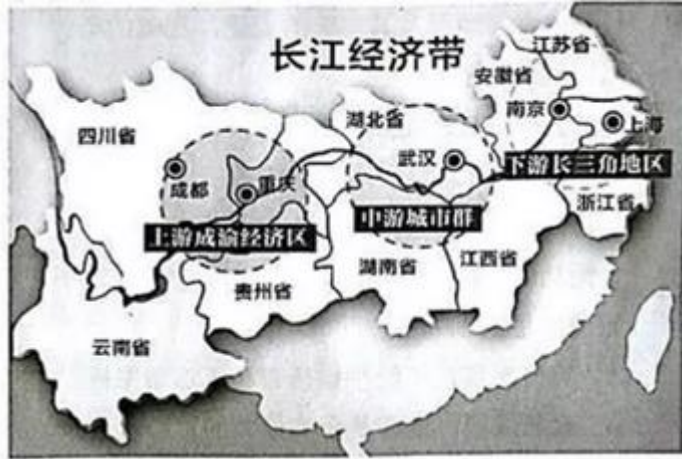 长江经济带
江苏省
安徽省
南京
上海
四川省
湖北省
武汉
成都
重庆
下游长三角地区
浙江省
上游成渝经济区
中游城市群
湖南省
江西省
贵州省
云南省